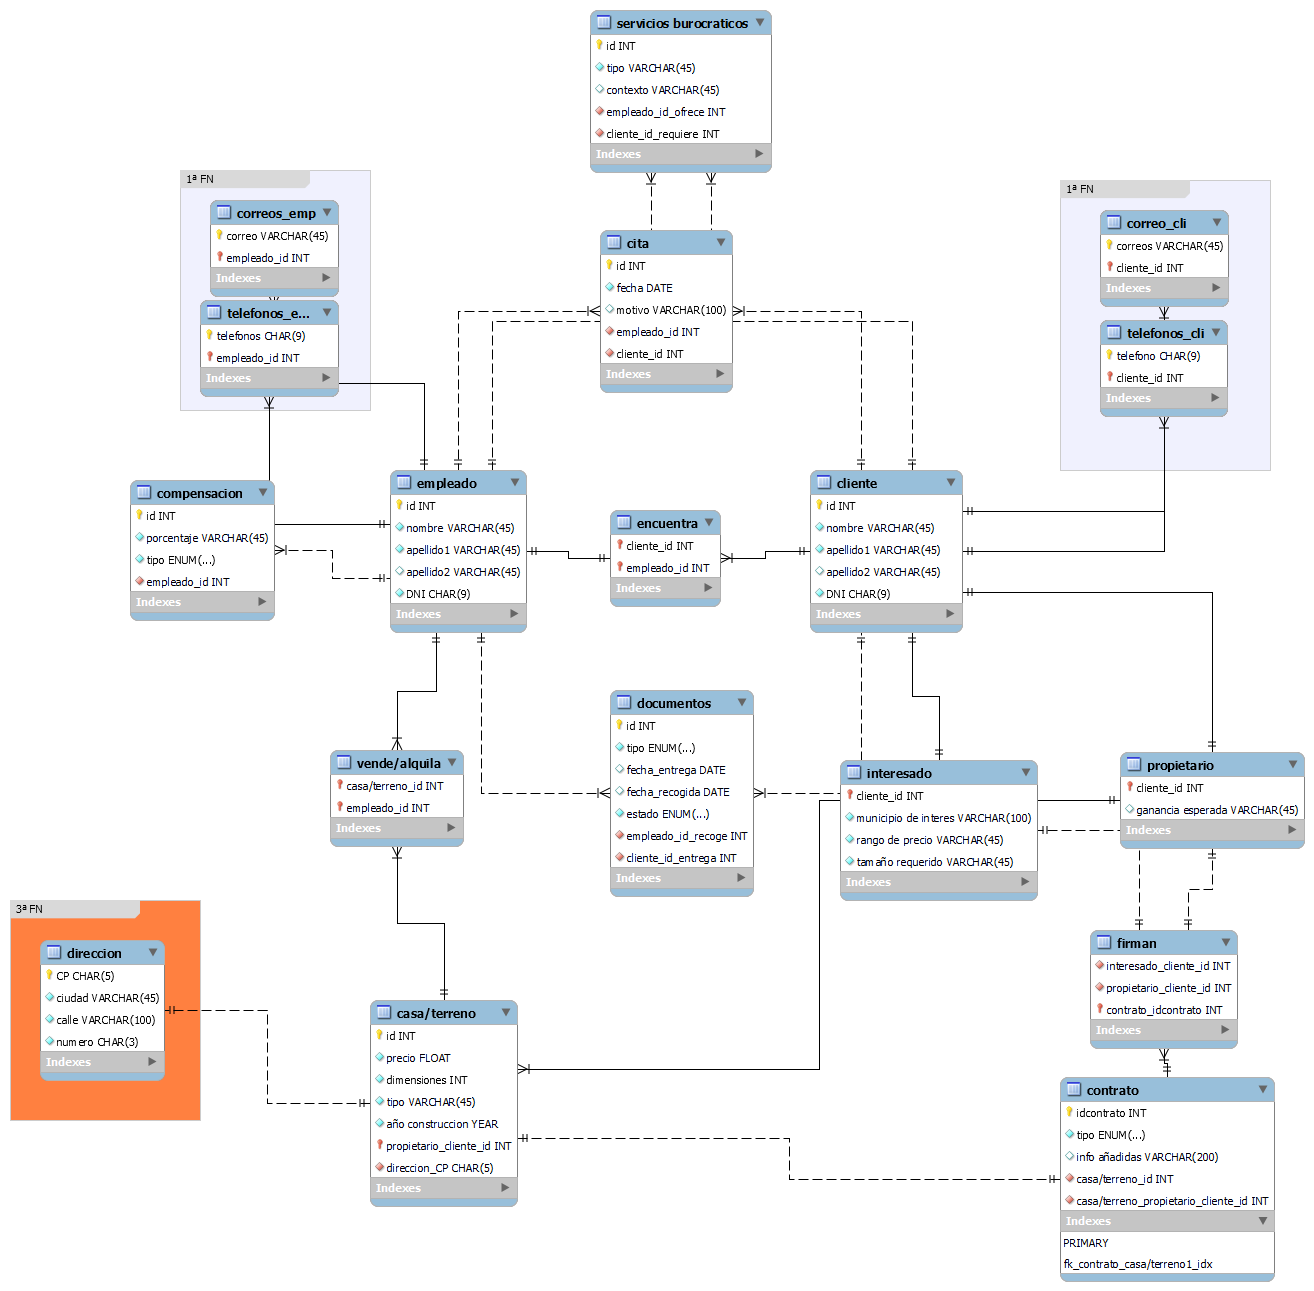 servicios burocraticos
id INT
tipo VARCHAR(45)
contexto VARCHAR(45)
empleado_id_ofrece INT
cliente_id_requiere INT
Indexes
1ª FN
correos_emp
correo VARCHAR(45)
empleado_id INT
Indexes
telefonos_e...
telefonos CHAR(9)
empleado_id INT
Indexes
cita
id INT
fecha DATE
motivo VARCHAR(100)
empleado_id INT
cliente_id INT
Indexes
1ª FN
correo_cli
correos VARCHAR(45)
cliente_id INT
Indexes
telefonos_cli
telefono CHAR(9)
cliente_id INT
Indexes
compensacion
id INT
porcentaje VARCHAR(45)
tipo ENUM(...)
empleado_id INT
Indexes
empleado
id INT
nombre VARCHAR(45)
apellido1 VARCHAR(45)
apellido2 VARCHAR(45)
DNI CHAR(9)
Indexes
encuentra
cliente_id INT
empleado_id INT
Indexes
cliente
id INT
nombre VARCHAR(45)
apellido1 VARCHAR(45)
apellido2 VARCHAR(45)
DNI CHAR(9)
Indexes
vende/alquila
casa/terreno_id INT
empleado_id INT
Indexes
documentos
id INT
tipo ENUM(...)
fecha_entrega DATE
fecha_recogida DATE
estado ENUM(...)
empleado_id_recoge INT
cliente_id_entrega INT
Indexes
interesado
cliente_id INT
municipio de interes VARCHAR(100)
rango de precio VARCHAR(45)
tamaño requerido VARCHAR(45)
Indexes
propietario
cliente_id INT
ganancia esperada VARCHAR(45)
Indexes
3ª FN
direccion
CP CHAR(5)
ciudad VARCHAR(45)
calle VARCHAR(100)
numero CHAR(3)
Indexes
casa/terreno
id INT
precio FLOAT
dimensiones INT
tipo VARCHAR(45)
año construccion YEAR
propietario_cliente_id INT
direccion_CP CHAR(5)
Indexes
firman
interesado_cliente_id INT
propietario_cliente_id INT
contrato_idcontrato INT
Indexes
contrato
idcontrato INT
tipo ENUM(...)
info añadidas VARCHAR(200)
casa/terreno_id INT
casa/terreno_propietario_cliente_id INT
Indexes
PRIMARY
fk_contrato_casa/terreno1_idx